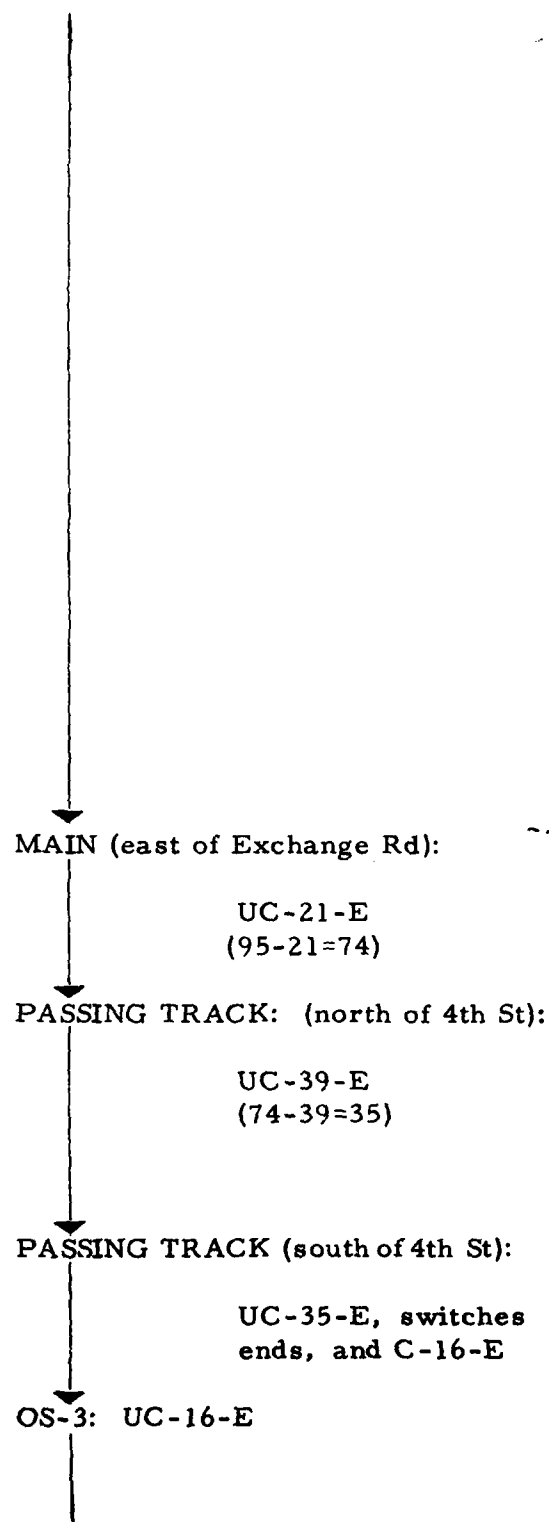 MAIN (east of Exchange Rd):
UC-21-E
(95-21=74)
PASSING TRACK: (north of 4th St):
UC-39-E
(74-39=35)
PASSING TRACK (south of 4th St):
UC-35-E, switches
ends, and C-16-E
OS-3: UC-16-E